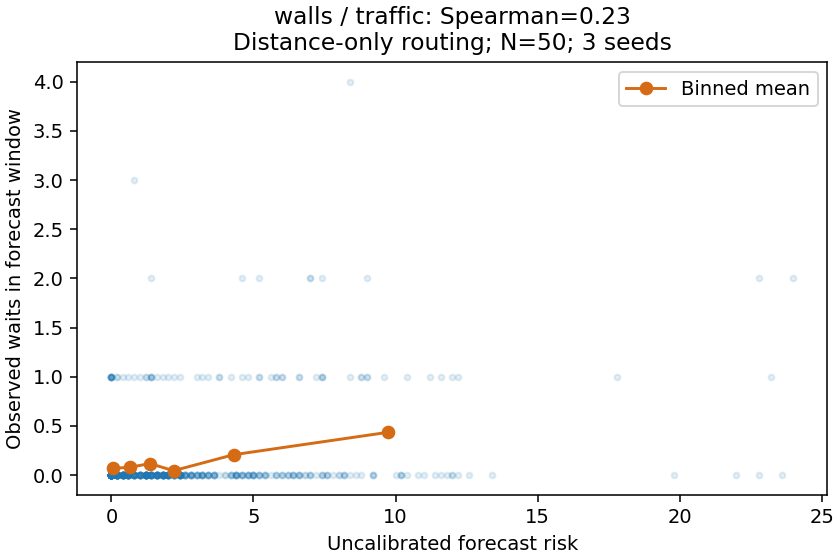 walls / traffic: Spearman=0.23
Distance-only routing; N=50; 3 seeds
Binned mean
Observed waits in forecast window
4.0
3.5
3.0
2.5
2.0
1.5
1.0
0.5
0.0
0 5 10 15 20 25
Uncalibrated forecast risk